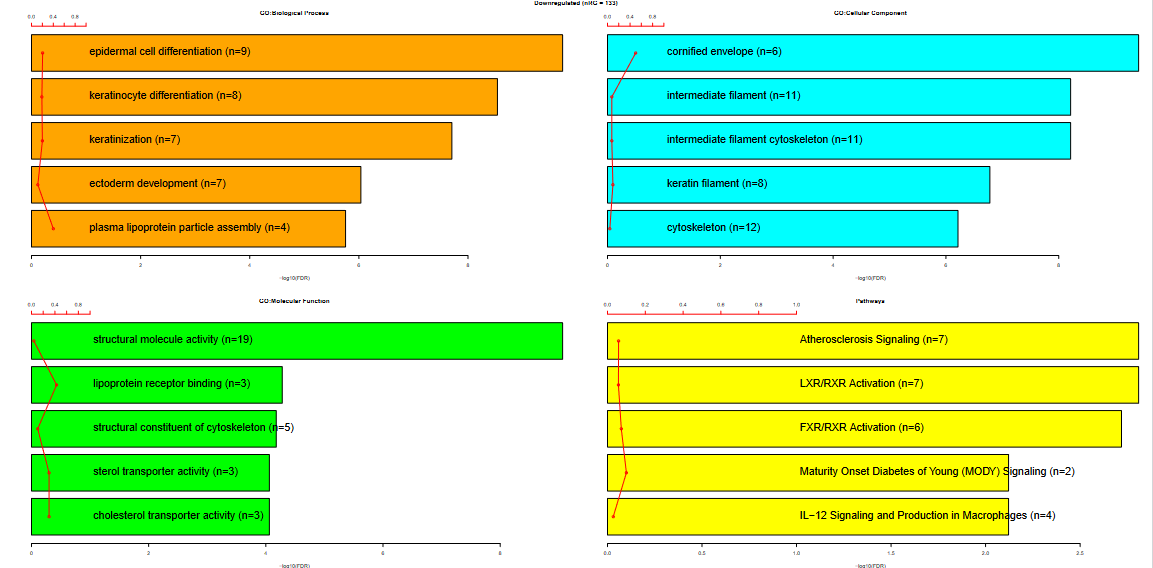 Downregulated (nRG = 133)
GO:Biological Process
0.0 0.4 0.8
epidermal cell differentiation (n=9)
keratinocyte differentiation (n=8)
keratinization (n=7)
ectoderm development (n=7)
plasma lipoprotein particle assembly (n=4)
0 2 4 6 8
−log10(FDR)
GO:Cellular Component
0.0 0.4 0.8
cornified envelope (n=6)
intermediate filament (n=11)
intermediate filament cytoskeleton (n=11)
keratin filament (n=8)
cytoskeleton (n=12)
0 2 4 6 8
−log10(FDR)
GO:Molecular Function
0.0 0.4 0.8
structural molecule activity (n=19)
lipoprotein receptor binding (n=3)
structural constituent of cytoskeleton (n=5)
sterol transporter activity (n=3)
cholesterol transporter activity (n=3)
0 2 4 6 8
−log10(FDR)
Pathways
0.0 0.2 0.4 0.6 0.8 1.0
Atherosclerosis Signaling (n=7)
LXR/RXR Activation (n=7)
FXR/RXR Activation (n=6)
Maturity Onset Diabetes of Young (MODY) Signaling (n=2)
IL−12 Signaling and Production in Macrophages (n=4)
0.0 0.5 1.0 1.5 2.0 2.5
−log10(FDR)